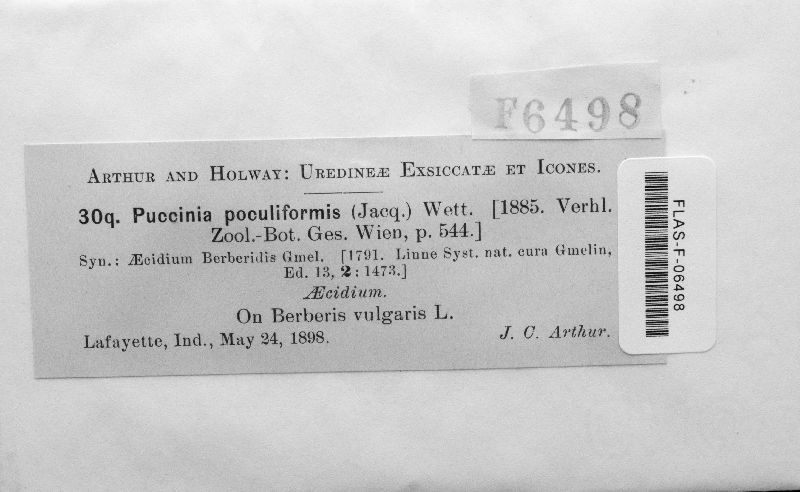 F6498
ARTHUR AND HOLWAY: UREDINEÆ EXSICCATÆ ET ICONES.
30q. Puccinia poculiformis (Jacq.) Wett. [1885. Verhl.
Zool.-Bot. Ges. Wien, p. 544.]
Syn.: Æcidium Berberidis Gmel. [1791. Linne Syst. nat. cura Gmelin,
Ed. 13, 2: 1473.]
Æcidium.
On Berberis vulgaris L.
Lafayette, Ind., May 24, 1898. J. C. Arthur.
FLAS-F-06498